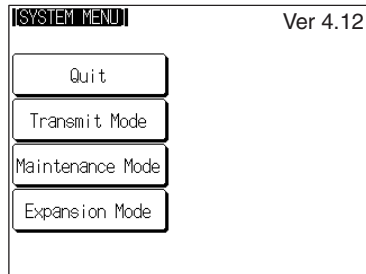 SYSTEM MENU
Ver 4.12
Quit
Transmit Mode
Maintenance Mode
Expansion Mode